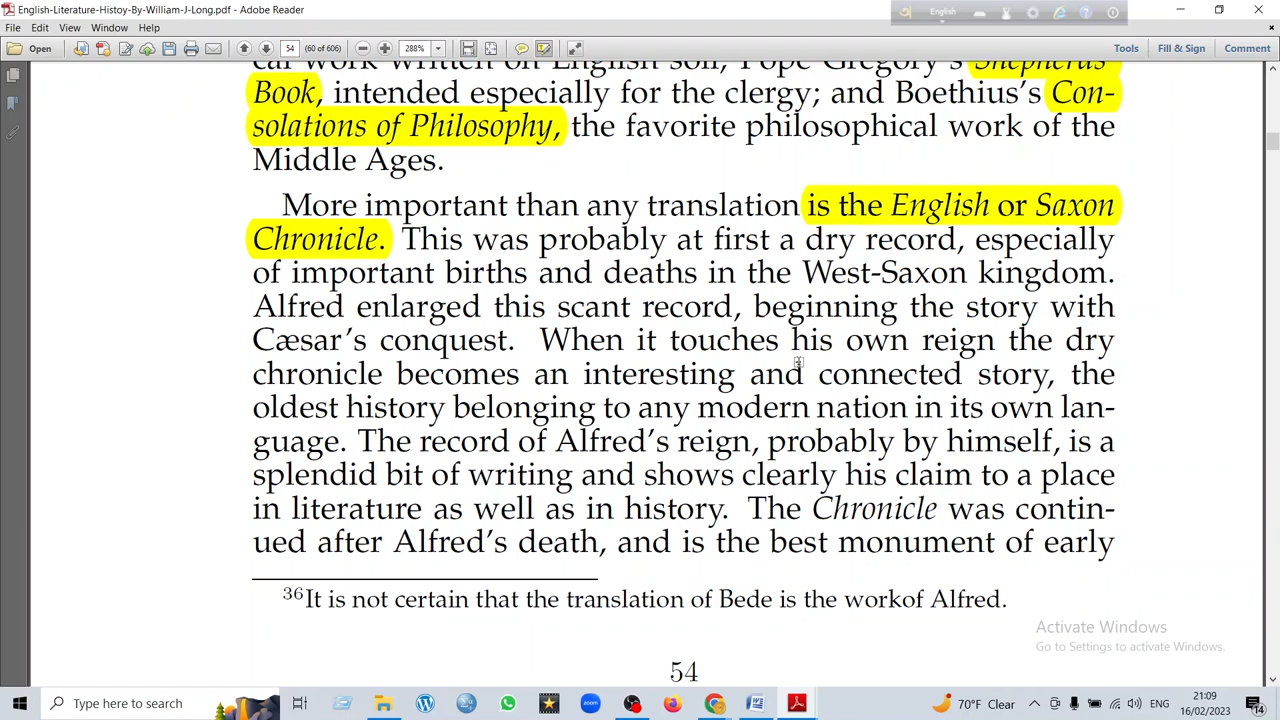 English-Literature-Histoy-By-William-J-Long.pdf - Adobe Reader
English
File Edit View Window Help
Open 54 (60 of 606) 288% Tools Fill & Sign Comment
cal work written on English soil, Pope Gregory's Shepherds'
Book, intended especially for the clergy; and Boethius's Con-
solations of Philosophy, the favorite philosophical work of the
Middle Ages.
More important than any translation is the English or Saxon
Chronicle. This was probably at first a dry record, especially
of important births and deaths in the West-Saxon kingdom.
Alfred enlarged this scant record, beginning the story with
Cæsar's conquest. When it touches his own reign the dry
chronicle becomes an interesting and connected story, the
oldest history belonging to any modern nation in its own lan-
guage. The record of Alfred's reign, probably by himself, is a
splendid bit of writing and shows clearly his claim to a place
in literature as well as in history. The Chronicle was contin-
ued after Alfred's death, and is the best monument of early
36It is not certain that the translation of Bede is the workof Alfred.
Activate Windows
Go to Settings to activate Windows.
54
Type here to search
zoom
70°F Clear
ENG
21:09
16/02/2023
14